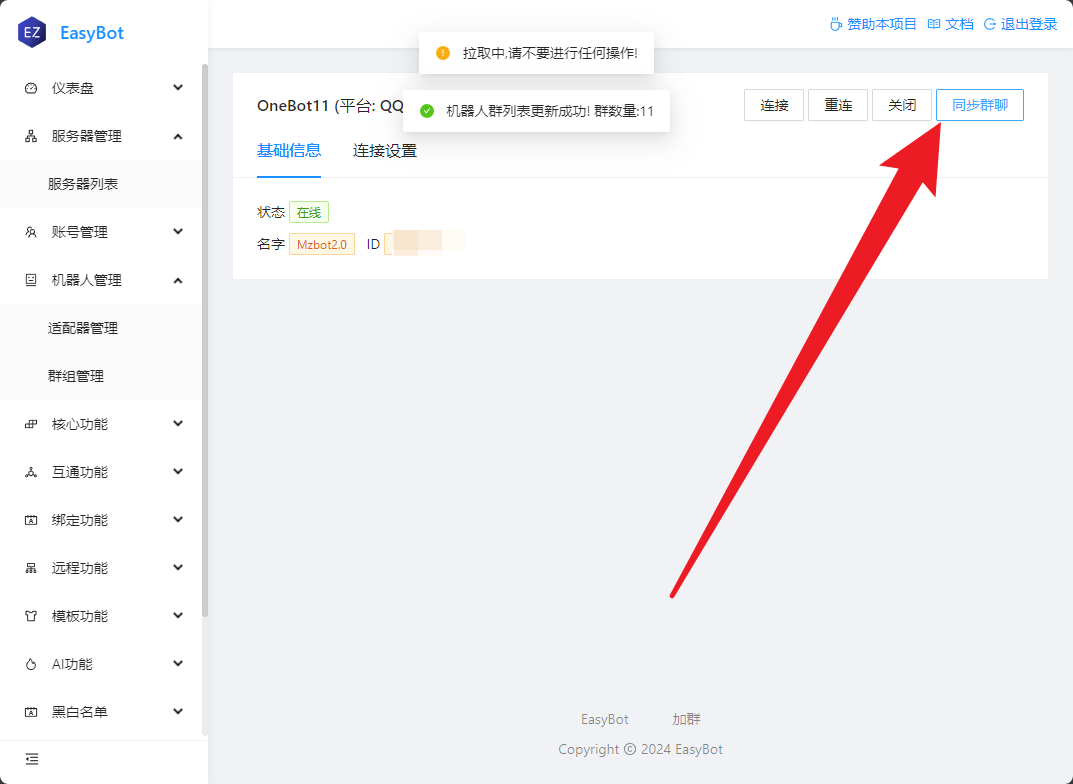 EZ EasyBot
仪表盘
服务器管理
服务器列表
账号管理
机器人管理
适配器管理
群组管理
核心功能
互通功能
绑定功能
远程功能
模板功能
AI功能
黑白名单
赞助本项目 文档 退出登录
拉取中,请不要进行任何操作!
机器人群列表更新成功! 群数量:11
OneBot11 (平台: QQ
连接 重连 关闭 同步群聊
基础信息 连接设置
状态 在线
名字 Mzbot2.0 ID
EasyBot 加群
Copyright © 2024 EasyBot